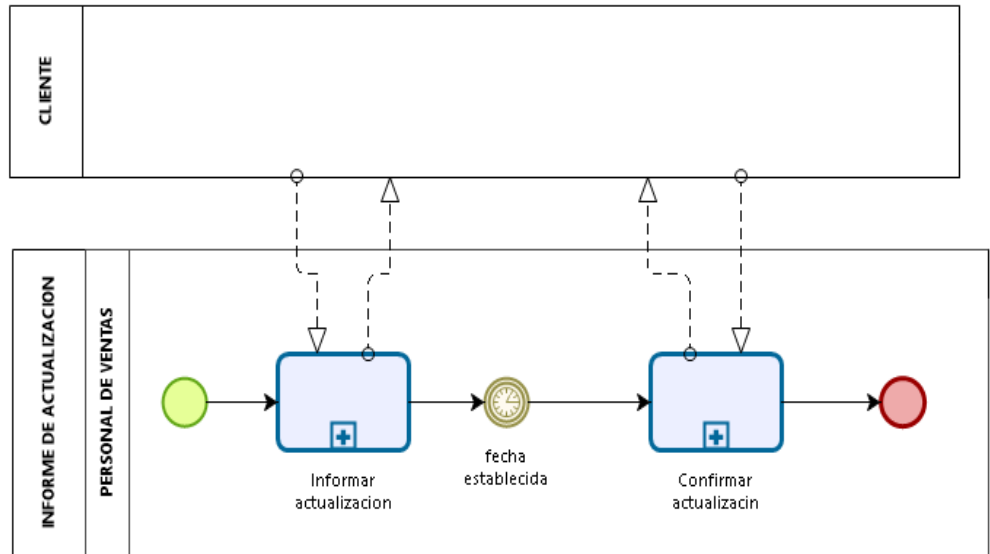 CLIENTE
INFORME DE ACTUALIZACION
PERSONAL DE VENTAS
Informar
actualizacion
fecha
establecida
Confirmar
actualizacin